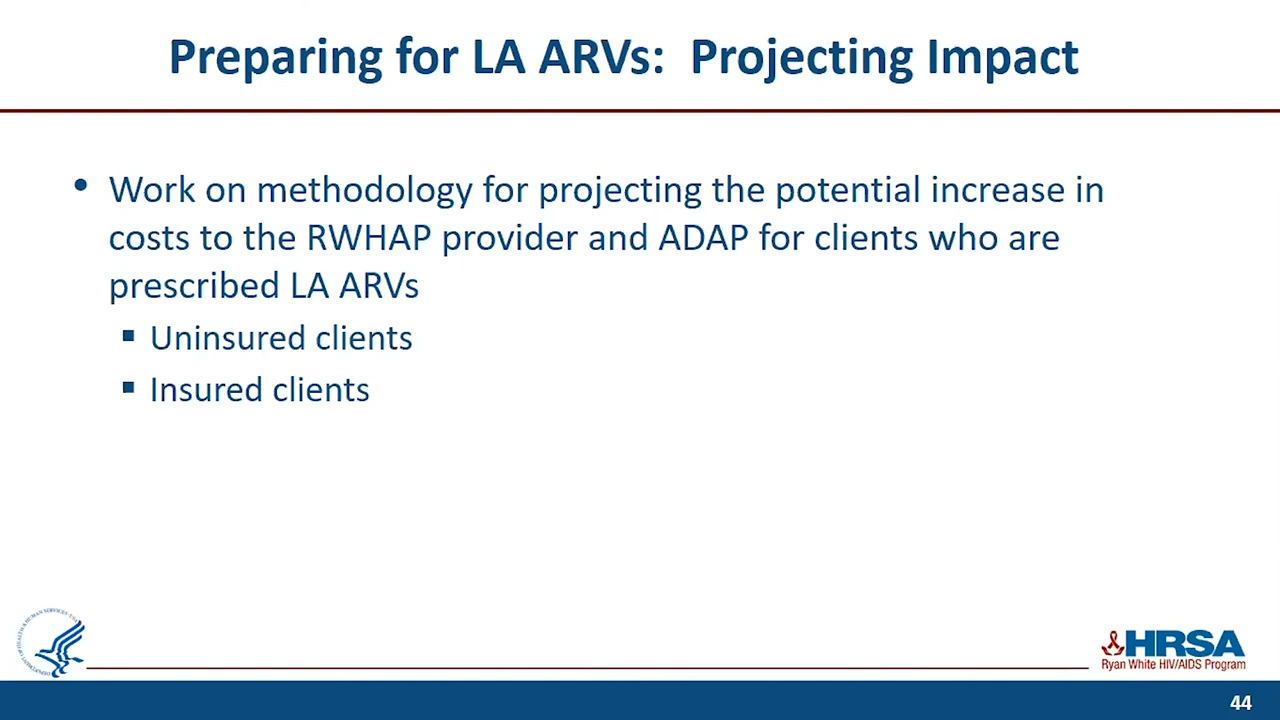 Preparing for LA ARVs: Projecting Impact
• Work on methodology for projecting the potential increase in
costs to the RWHAP provider and ADAP for clients who are
prescribed LA ARVs
▪ Uninsured clients
▪ Insured clients
HRSA
Ryan White HIV/AIDS Program
44